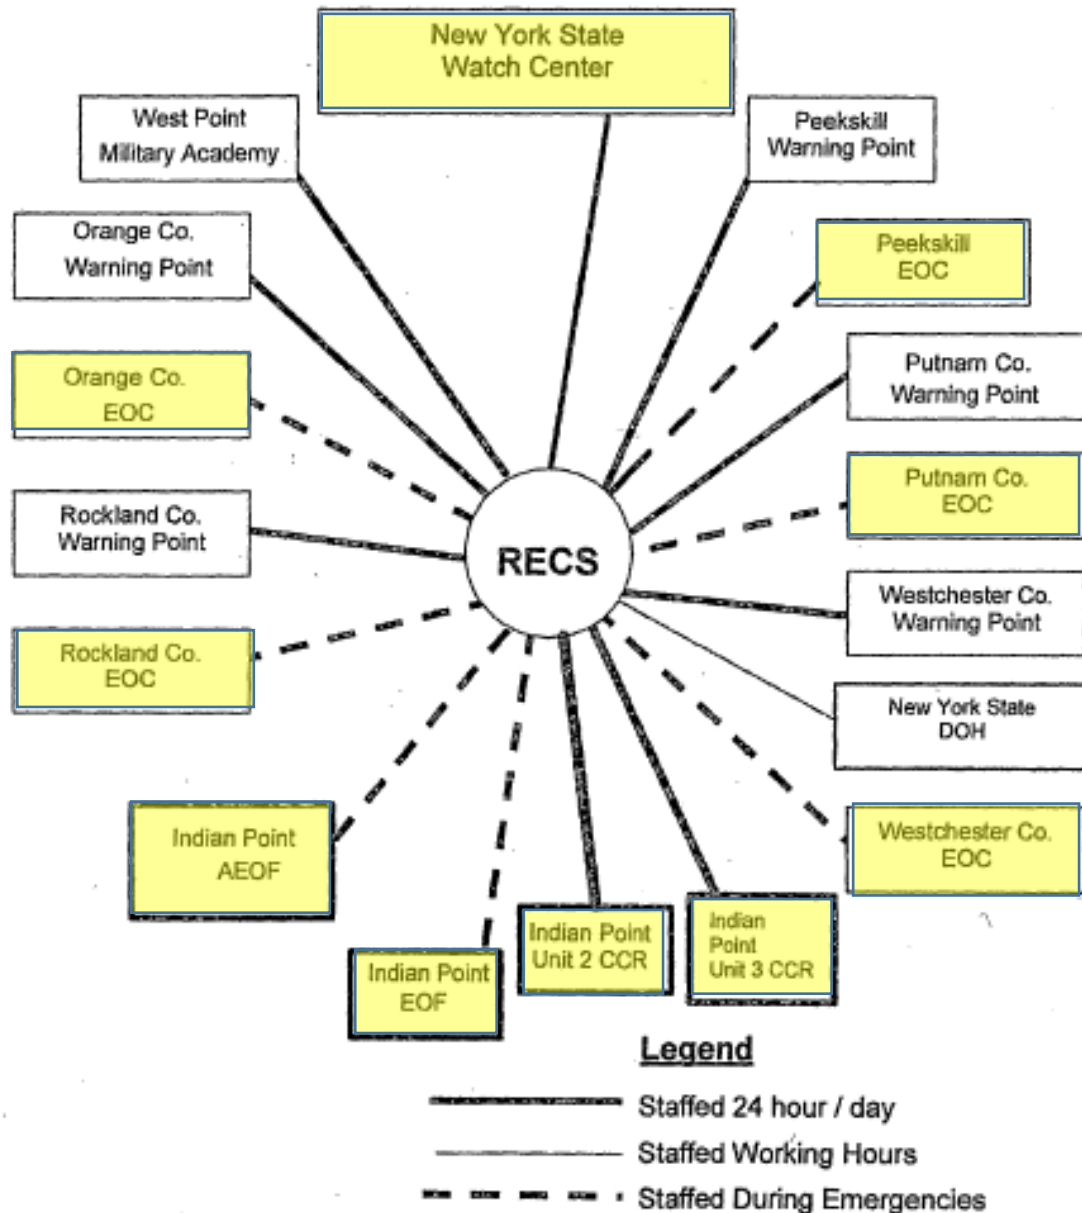 New York State
Watch Center
West Point
Military Academy
Peekskill
Warning Point
Orange Co.
Warning Point
Peekskill
EOC
Orange Co.
EOC
Putnam Co.
Warning Point
Putnam Co.
EOC
Rockland Co.
Warning Point
RECS
Westchester Co.
Warning Point
Rockland Co.
EOC
New York State
DOH
Indian Point
AEOF
Westchester Co.
EOC
Indian Point
EOF
Indian Point
Unit 2 CCR
Indian
Point
Unit 3 CCR
Legend
Staffed 24 hour / day
Staffed Working Hours
Staffed During Emergencies